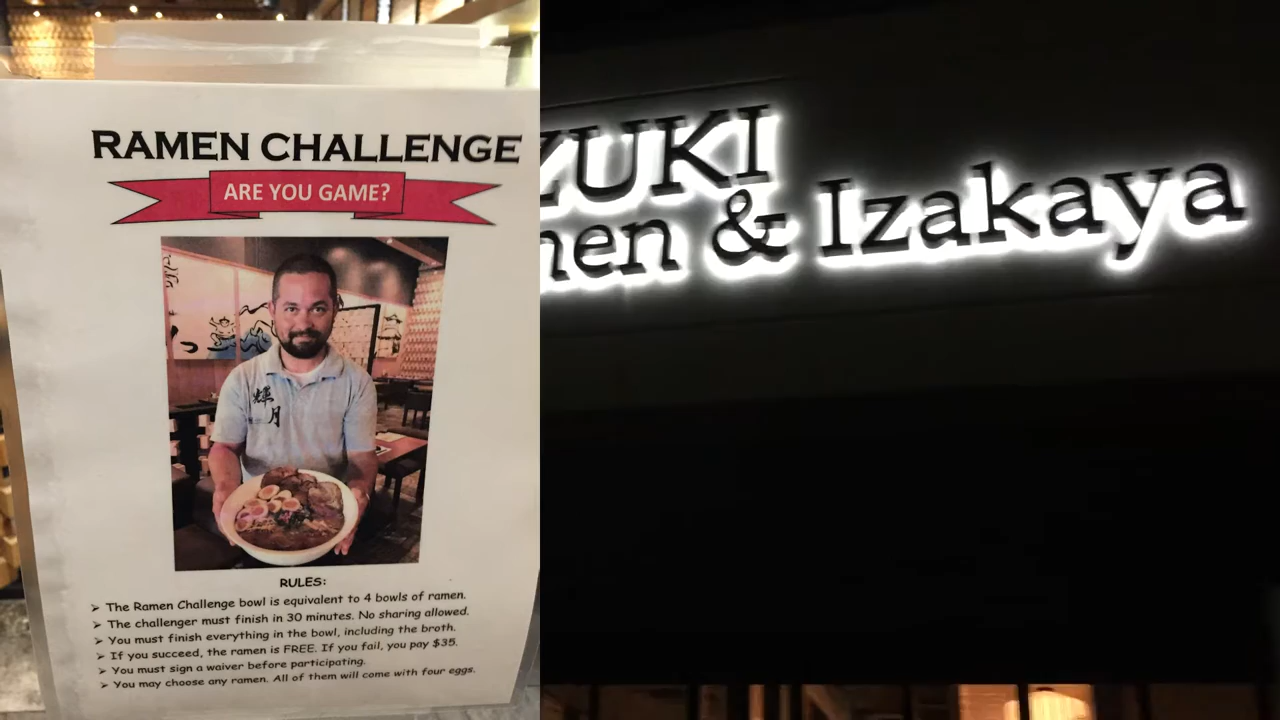 RAMEN CHALLENGE
ARE YOU GAME?
輝
月
RULES:
➢ The Ramen Challenge bowl is equivalent to 4 bowls of ramen.
➢ The challenger must finish in 30 minutes. No sharing allowed.
➢ You must finish everything in the bowl, including the broth.
➢ If you succeed, the ramen is FREE. If you fail, you pay $35.
➢ You must sign a waiver before participating.
➢ You may choose any ramen. All of them will come with four eggs.
ZUKI
men & Izakaya